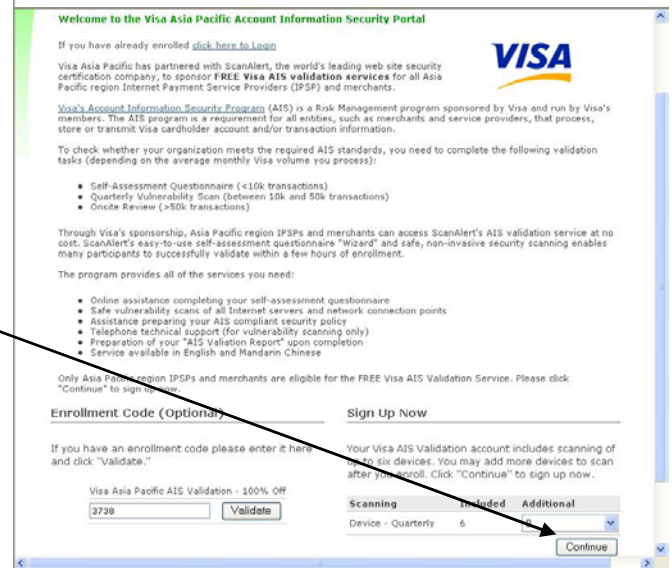 Welcome to the Visa Asia Pacific Account Information Security Portal
If you have already enrolled click here to Login
VISA
Visa Asia Pacific has partnered with ScanAlert, the world's leading web site security
certification company, to sponsor FREE Visa AIS validation services for all Asia
Pacific region Internet Payment Service Providers (IPSP) and merchants.
Visa's Account Information Security Program (AIS) is a Risk Management program sponsored by Visa and run by Visa's
members. The AIS program is a requirement for all entities, such as merchants and service providers, that process,
store or transmit Visa cardholder account and/or transaction information.
To check whether your organization meets the required AIS standards, you need to complete the following validation
tasks (depending on the average monthly Visa volume you process):
• Self-Assessment Questionnaire (<10k transactions)
• Quarterly Vulnerability Scan (between 10k and 50k transactions)
• Onsite Review (>50k transactions)
Through Visa's sponsorship, Asia Pacific region IPSPs and merchants can access ScanAlert's AIS validation service at no
cost. ScanAlert's easy-to-use self-assessment questionnaire "Wizard" and safe, non-invasive security scanning enables
many participants to successfully validate within a few hours of enrollment.
The program provides all of the services you need:
• Online assistance completing your self-assessment questionnaire
• Safe vulnerability scans of all Internet servers and network connection points
• Assistance preparing your AIS compliant security policy
• Telephone technical support (for vulnerability scanning only)
• Preparation of your "AIS Valiation Report" upon completion
• Service available in English and Mandarin Chinese
Only Asia Pacific region IPSPs and merchants are eligible for the FREE Visa AIS Validation Service. Please click
"Continue" to sign up now.
Enrollment Code (Optional)
If you have an enrollment code please enter it here
and click "Validate."
Visa Asia Pacific AIS Validation - 100% Off
3738 Validate
Sign Up Now
Your Visa AIS Validation account includes scanning of
up to six devices. You may add more devices to scan
after you enroll. Click "Continue" to sign up now.
Scanning Included Additional
Device - Quarterly 6 0
Continue